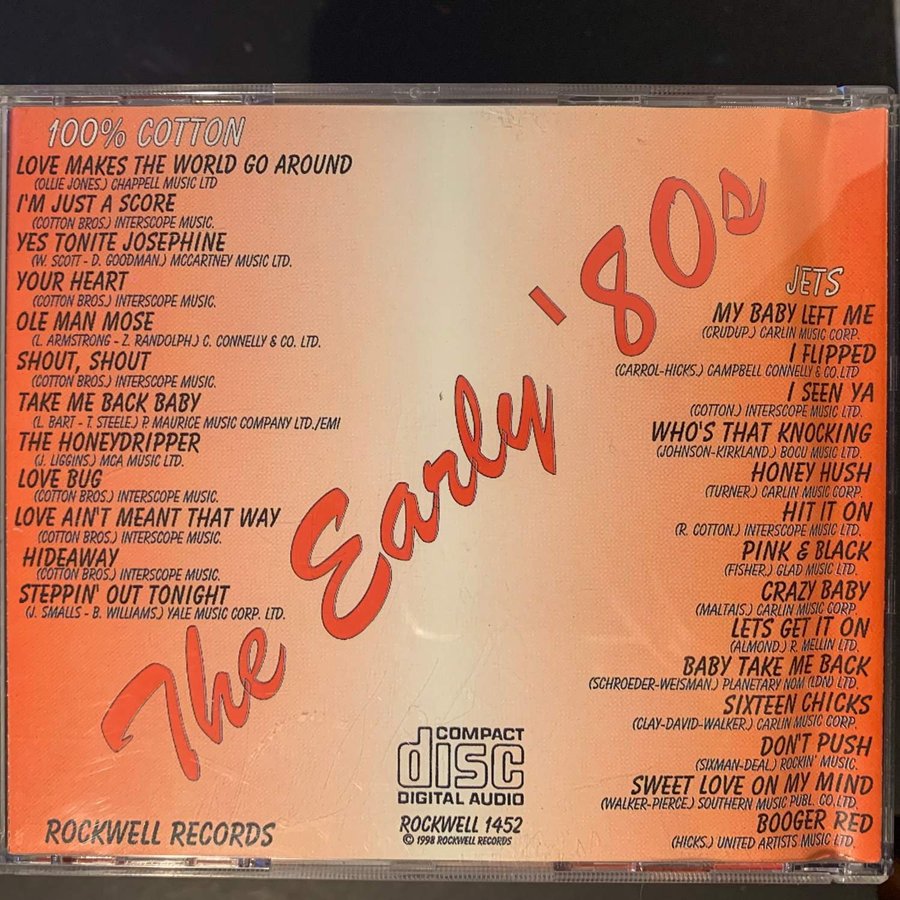 100% COTTON
LOVE MAKES THE WORLD GO AROUND
(OLLIE JONES.) CHAPPELL MUSIC LTD
I'M JUST A SCORE
(COTTON BROS.) INTERSCOPE MUSIC.
YES TONITE JOSEPHINE
(W. SCOTT - D. GOODMAN.) MCCARTNEY MUSIC LTD.
YOUR HEART
(COTTON BROS.) INTERSCOPE MUSIC.
OLE MAN MOSE
(L. ARMSTRONG - Z. RANDOLPH.) C. CONNELLY & CO. LTD.
SHOUT, SHOUT
(COTTON BROS.) INTERSCOPE MUSIC.
TAKE ME BACK BABY
(L. BART - T. STEELE.) P. MAURICE MUSIC COMPANY LTD./EMI
THE HONEYDRIPPER
(J. LIGGINS.) MCA MUSIC LTD.
LOVE BUG
(COTTON BROS.) INTERSCOPE MUSIC.
LOVE AIN'T MEANT THAT WAY
(COTTON BROS.) INTERSCOPE MUSIC.
HIDEAWAY
(COTTON BROS.) INTERSCOPE MUSIC.
STEPPIN' OUT TONIGHT
(J. SMALLS - B. WILLIAMS.) YALE MUSIC CORP. LTD.
The Early '80s
JETS
MY BABY LEFT ME
(CRUDUP.) CARLIN MUSIC CORP.
I FLIPPED
(CARROL-HICKS.) CAMPBELL CONNELLY & CO.LTD
I SEEN YA
(COTTON.) INTERSCOPE MUSIC LTD.
WHO'S THAT KNOCKING
(JOHNSON-KIRKLAND.) BOCU MUSIC LTD.
HONEY HUSH
(TURNER.) CARLIN MUSIC CORP.
HIT IT ON
(R. COTTON.) INTERSCOPE MUSIC LTD.
PINK & BLACK
(FISHER.) GLAD MUSIC LTD.
CRAZY BABY
(MALTAIS.) CARLIN MUSIC CORP.
LETS GET IT ON
(ALMOND.) R. MELLIN LTD.
BABY TAKE ME BACK
(SCHROEDER-WEISMAN.) PLANETARY NOM (LDN) LTD.
SIXTEEN CHICKS
(CLAY-DAVID-WALKER.) CARLIN MUSIC CORP.
DON'T PUSH
(SIXMAN-DEAL.) ROCKIN' MUSIC.
SWEET LOVE ON MY MIND
(WALKER-PIERCE.) SOUTHERN MUSIC PUBL. CO.LTD.
BOOGER RED
(HICKS.) UNITED ARTISTS MUSIC LTD.
COMPACT
disc
DIGITAL AUDIO
ROCKWELL 1452
© 1998 ROCKWELL RECORDS
ROCKWELL RECORDS